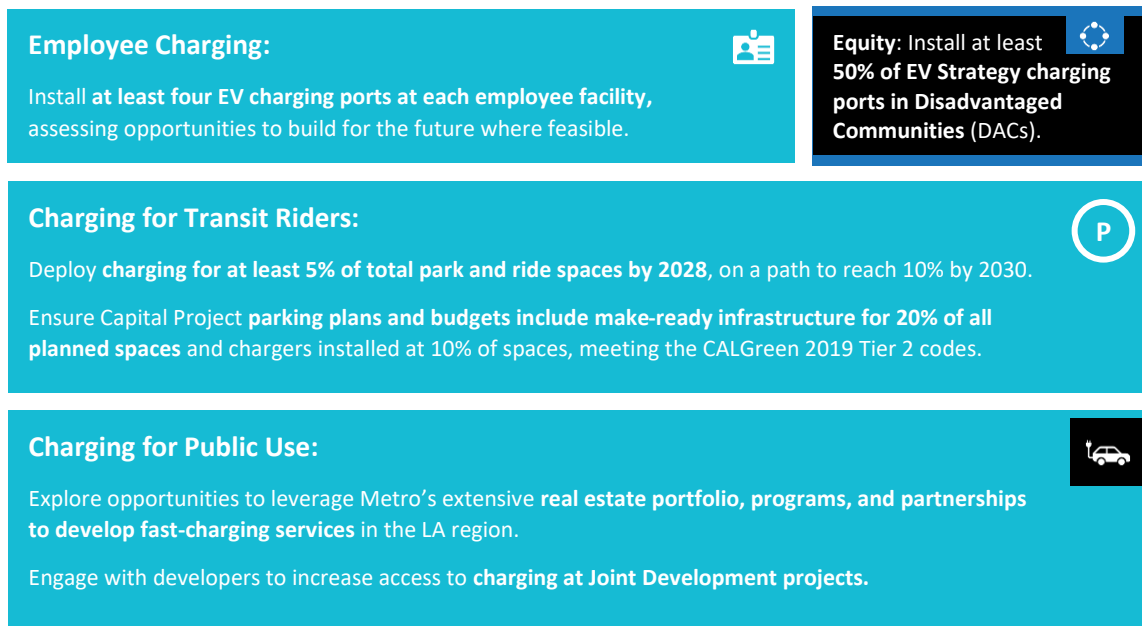 Employee Charging:
Install at least four EV charging ports at each employee facility,
assessing opportunities to build for the future where feasible.
Equity: Install at least
50% of EV Strategy charging
ports in Disadvantaged
Communities (DACs).
Charging for Transit Riders:
P
Deploy charging for at least 5% of total park and ride spaces by 2028, on a path to reach 10% by 2030.
Ensure Capital Project parking plans and budgets include make-ready infrastructure for 20% of all
planned spaces and chargers installed at 10% of spaces, meeting the CALGreen 2019 Tier 2 codes.
Charging for Public Use:
Explore opportunities to leverage Metro's extensive real estate portfolio, programs, and partnerships
to develop fast-charging services in the LA region.
Engage with developers to increase access to charging at Joint Development projects.